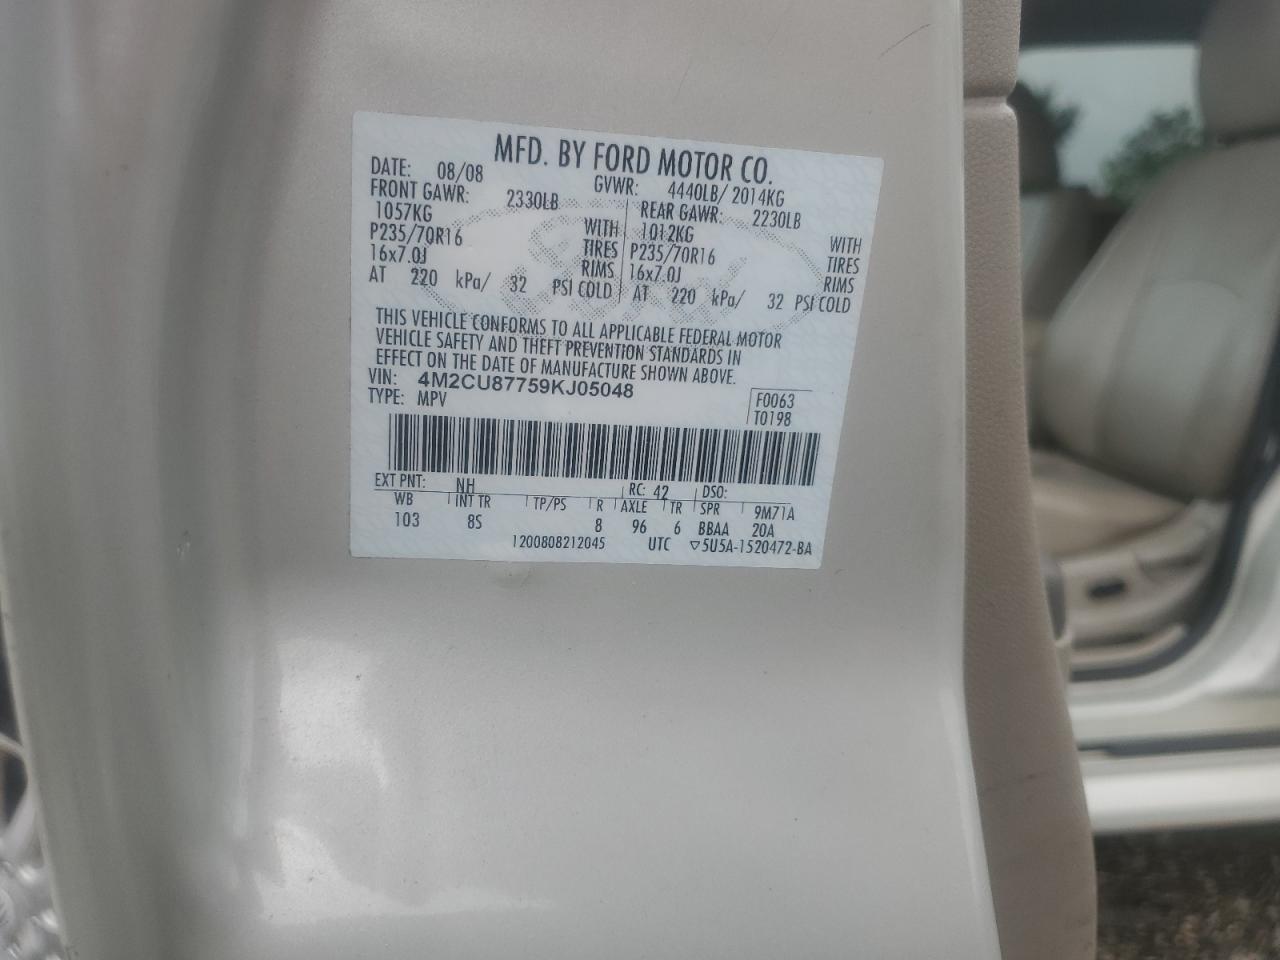 MFD. BY FORD MOTOR CO.
DATE: 08/08 GVWR: 4440LB/ 2014KG
FRONT GAWR: 2330LB REAR GAWR: 2230LB
1057KG WITH 1012KG WITH
P235/70R16 TIRES P235/70R16 TIRES
16x7.0J RIMS 16x7.0J RIMS
AT 220 kPa/ 32 PSI COLD AT 220 kPa/ 32 PSI COLD
THIS VEHICLE CONFORMS TO ALL APPLICABLE FEDERAL MOTOR
VEHICLE SAFETY AND THEFT PREVENTION STANDARDS IN
EFFECT ON THE DATE OF MANUFACTURE SHOWN ABOVE.
VIN: 4M2CU87759KJ05048
TYPE: MPV
F0063
T0198
EXT PNT: NH RC: 42 DSO:
WB INT TR TP/PS R AXLE TR SPR 9M71A
103 8S 8 96 6 BBAA 20A
1200808212045 UTC ▽5U5A-1520472-BA